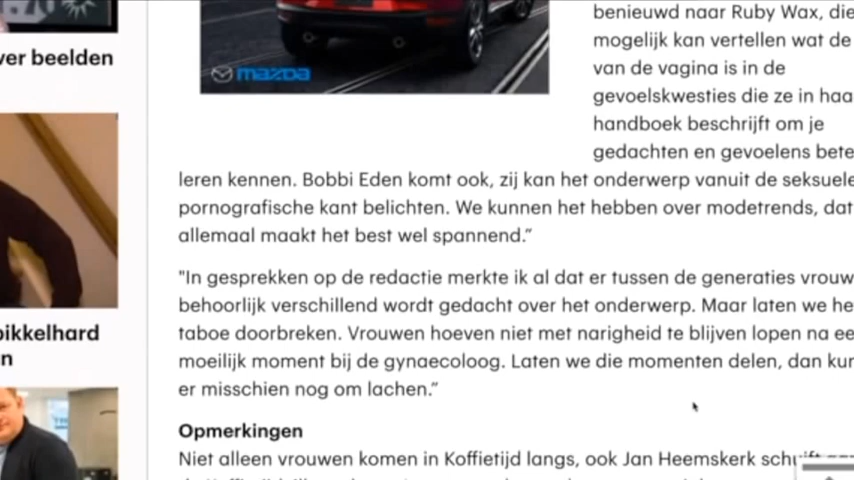 benieuwd naar Ruby Wax, die
mogelijk kan vertellen wat de
ver beelden
van de vagina is in de
mazda
gevoelskwesties die ze in haa
handboek beschrijft om je
gedachten en gevoelens bete
leren kennen. Bobbi Eden komt ook, zij kan het onderwerp vanuit de seksuele
pornografische kant belichten. We kunnen het hebben over modetrends, dat
allemaal maakt het best wel spannend.”
"In gesprekken op de redactie merkte ik al dat er tussen de generaties vrouw
behoorlijk verschillend wordt gedacht over het onderwerp. Maar laten we he
taboe doorbreken. Vrouwen hoeven niet met narigheid te blijven lopen na ee
moeilijk moment bij de gynaecoloog. Laten we die momenten delen, dan kun
er misschien nog om lachen.”
pikkelhard
n
Opmerkingen
Niet alleen vrouwen komen in Koffietijd langs, ook Jan Heemskerk schuift